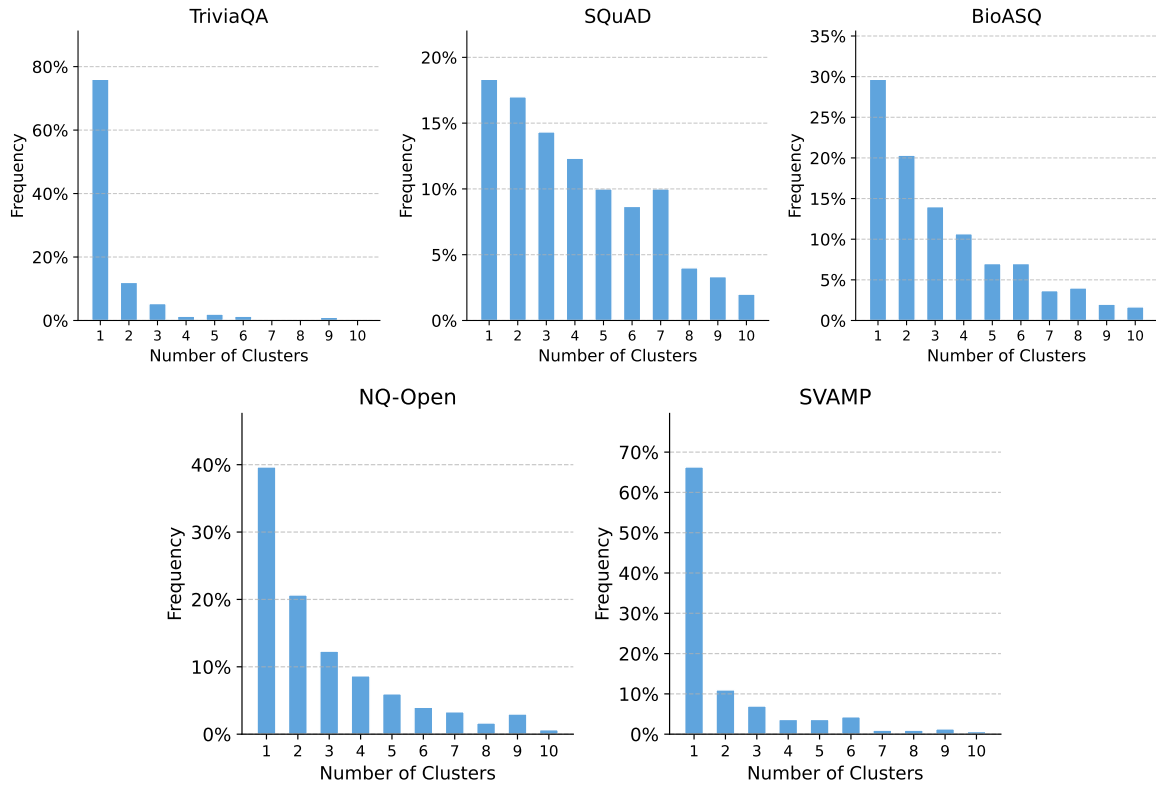 TriviaQA
80%
60%
40%
20%
0%
Frequency
1 2 3 4 5 6 7 8 9 10
Number of Clusters
SQuAD
20%
15%
10%
5%
0%
Frequency
1 2 3 4 5 6 7 8 9 10
Number of Clusters
BioASQ
35%
30%
25%
20%
15%
10%
5%
0%
Frequency
1 2 3 4 5 6 7 8 9 10
Number of Clusters
NQ-Open
40%
30%
20%
10%
0%
Frequency
1 2 3 4 5 6 7 8 9 10
Number of Clusters
SVAMP
70%
60%
50%
40%
30%
20%
10%
0%
Frequency
1 2 3 4 5 6 7 8 9 10
Number of Clusters